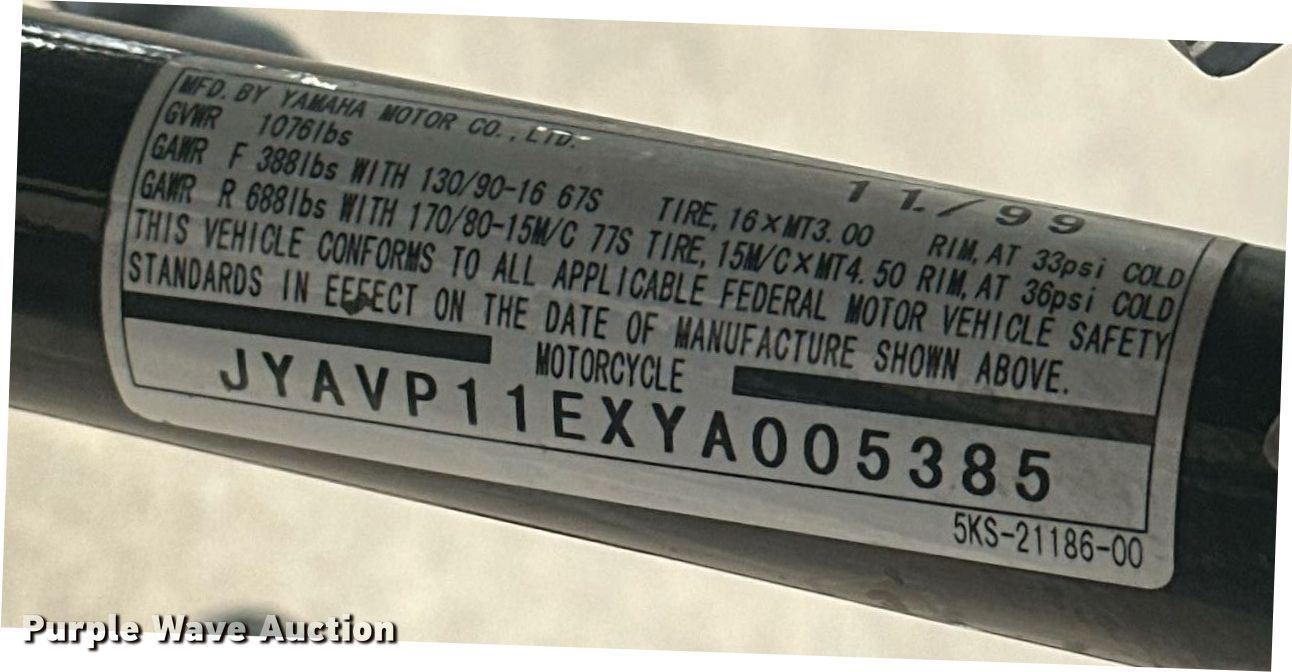 MFD. BY YAMAHA MOTOR CO., LTD.
11./99
GVWR 1076lbs
GAWR F 388lbs WITH 130/90-16 67S TIRE, 16×MT3.00 RIM, AT 33psi COLD
GAWR R 688lbs WITH 170/80-15M/C 77S TIRE, 15M/C×MT4.50 RIM, AT 36psi COLD
THIS VEHICLE CONFORMS TO ALL APPLICABLE FEDERAL MOTOR VEHICLE SAFETY
STANDARDS IN EFFECT ON THE DATE OF MANUFACTURE SHOWN ABOVE.
MOTORCYCLE
JYAVP11EXYA005385
5KS-21186-00
Purple Wave Auction